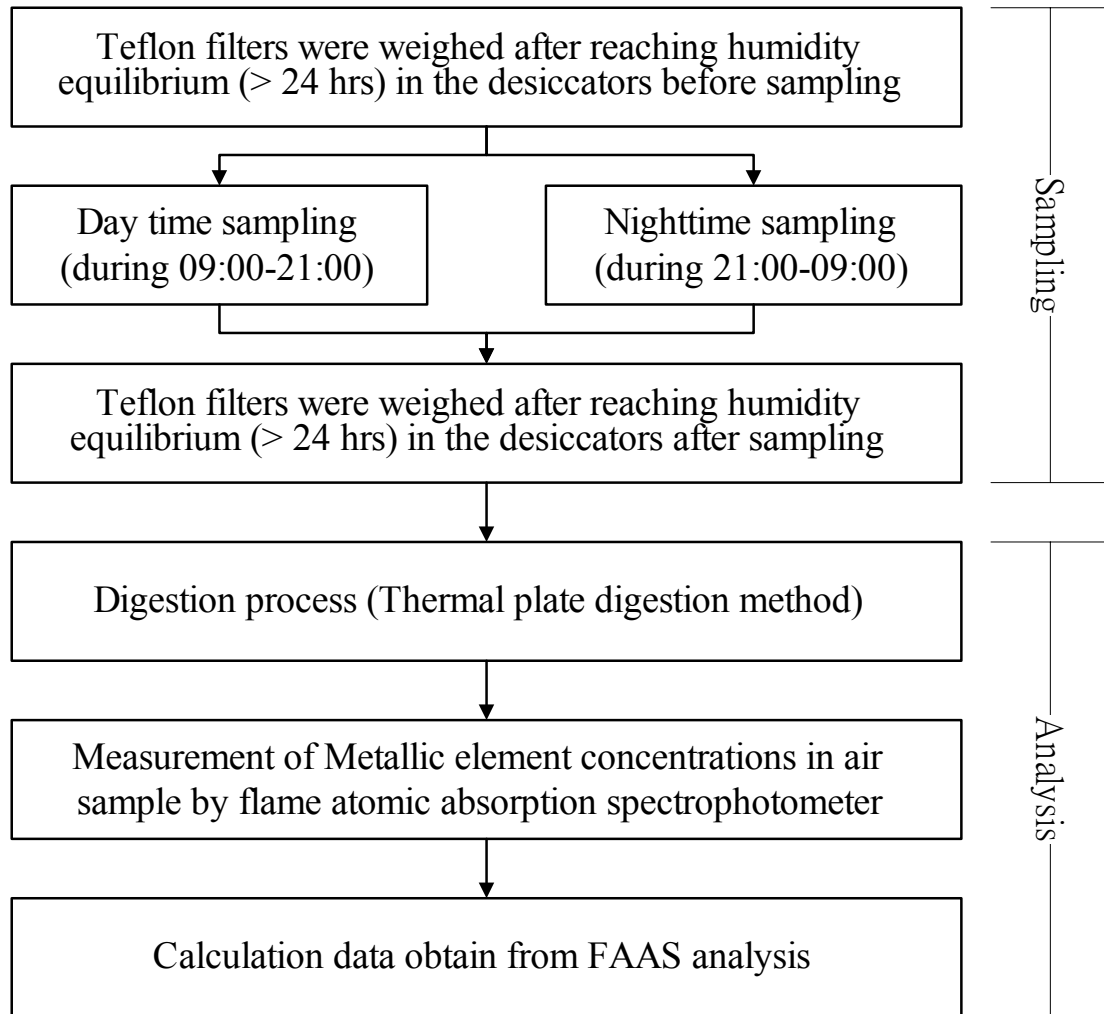 Teflon filters were weighed after reaching humidity
equilibrium (> 24 hrs) in the desiccators before sampling
Day time sampling
(during 09:00-21:00)
Nighttime sampling
(during 21:00-09:00)
Teflon filters were weighed after reaching humidity
equilibrium (> 24 hrs) in the desiccators after sampling
Sampling
Digestion process (Thermal plate digestion method)
Measurement of Metallic element concentrations in air
sample by flame atomic absorption spectrophotometer
Calculation data obtain from FAAS analysis
Analysis